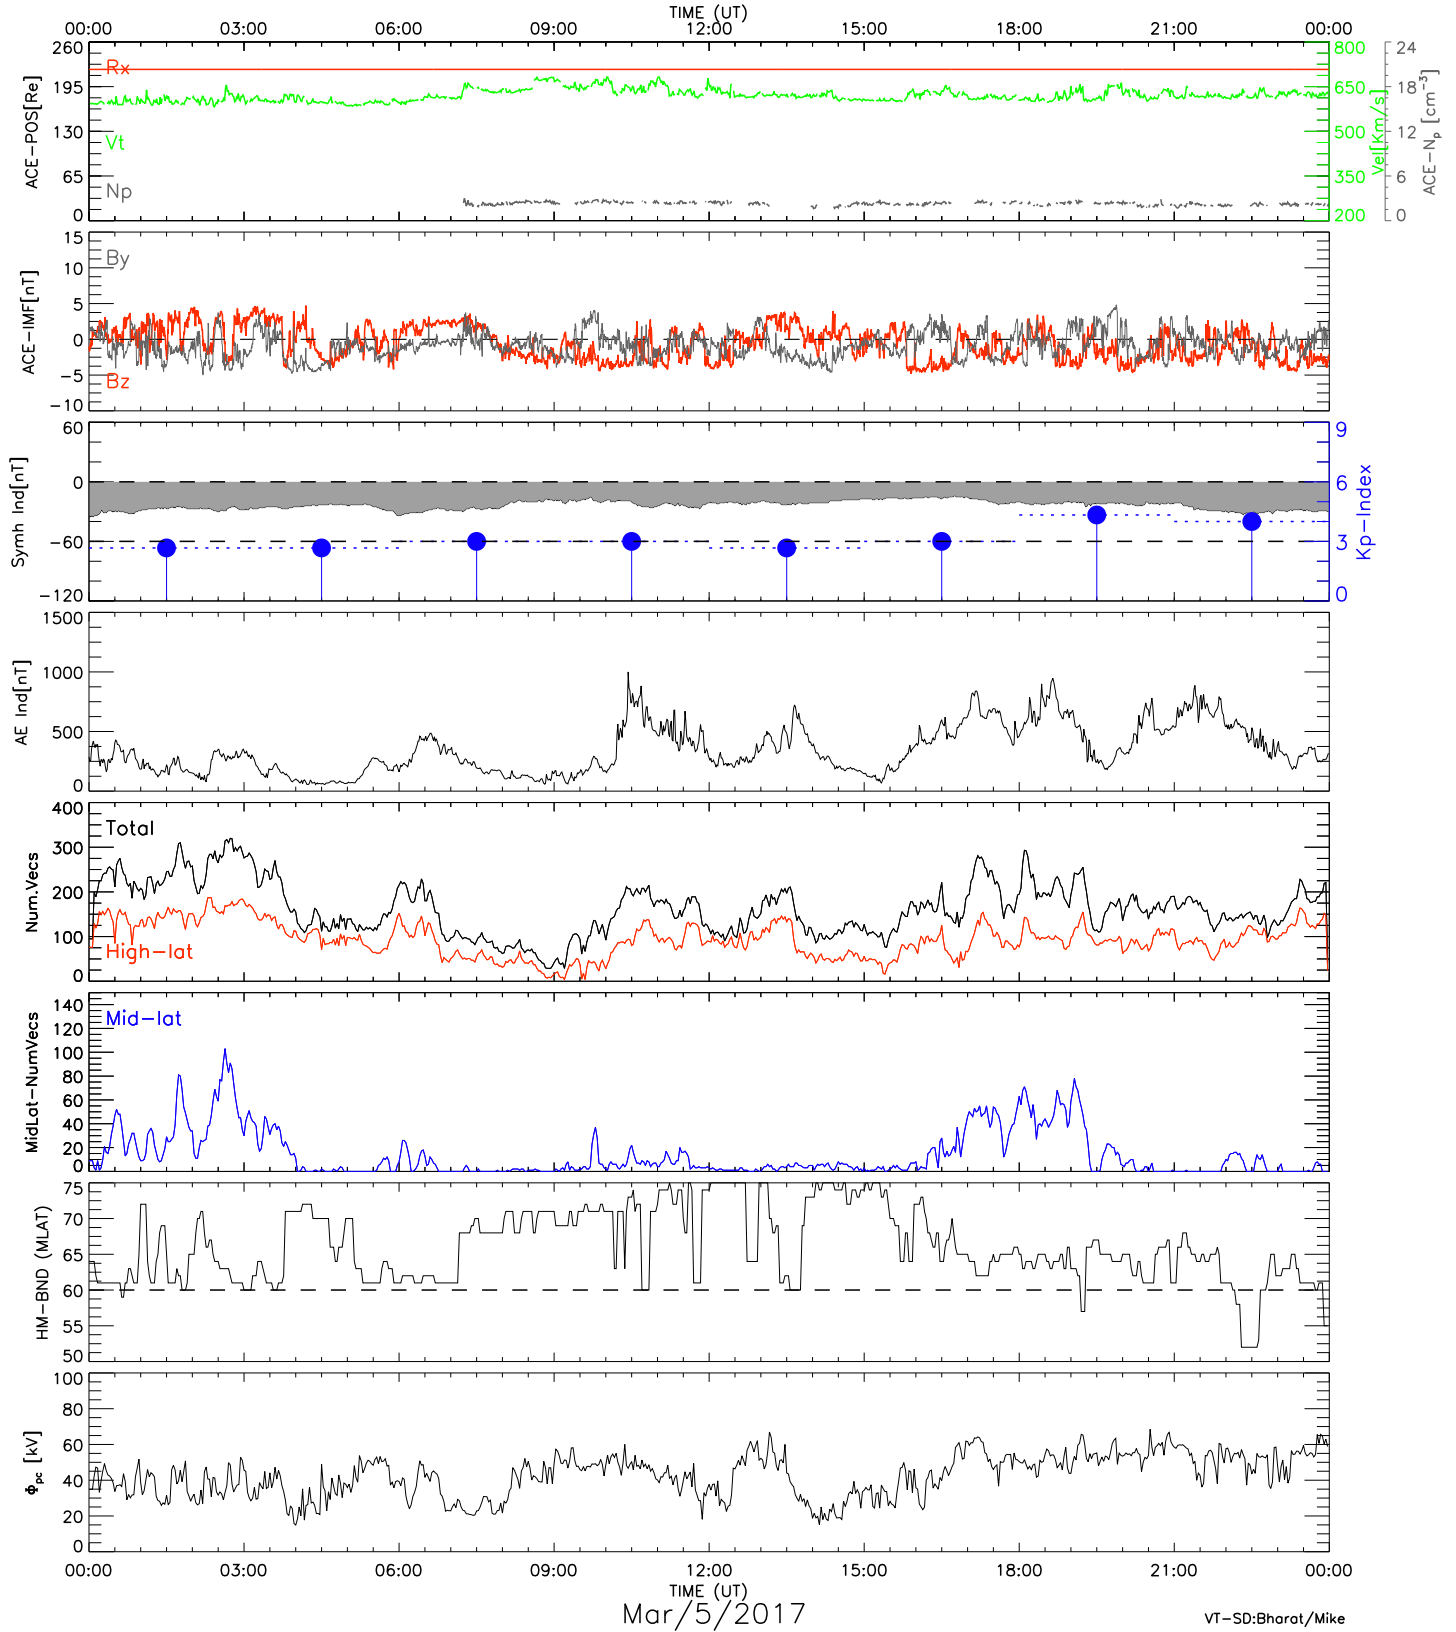 TIME (UT)
00:00 03:00 06:00 09:00 12:00 15:00 18:00 21:00 00:00
260 195 130 65 0
ACE-POS[Re]
Rx
Vt
Np
800 650 500 350 200
Vel[Km/s]
24 18 12 6 0
ACE-Np [cm-3]
15 10 5 0 -5 -10
ACE-IMF[nT]
By
Bz
60 0 -60 -120
Symh Ind[nT]
9 6 3 0
Kp-Index
1500 1000 500 0
AE Ind[nT]
400 300 200 100 0
Num.Vecs
Total
High-lat
140 120 100 80 60 40 20 0
MidLat-NumVecs
Mid-lat
75 70 65 60 55 50
HM-BND (MLAT)
100 80 60 40 20 0
Φpc [kV]
00:00 03:00 06:00 09:00 12:00 15:00 18:00 21:00 00:00
TIME (UT)
Mar/5/2017
VT-SD:Bharat/Mike